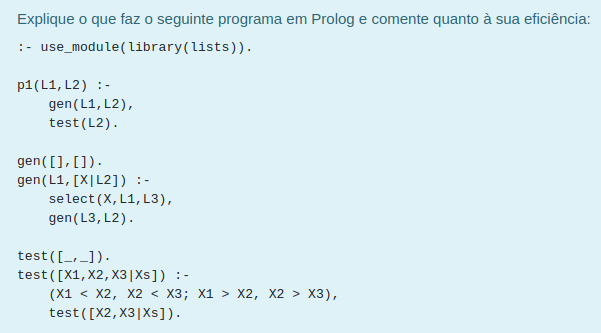 Explique o que faz o seguinte programa em Prolog e comente quanto à sua eficiência:
:- use_module(library(lists)).
p1(L1,L2) :-
    gen(L1,L2),
    test(L2).
gen([],[]).
gen(L1,[X|L2]) :-
    select(X,L1,L3),
    gen(L3,L2).
test([_,_]).
test([X1,X2,X3|Xs]) :-
    (X1 < X2, X2 < X3; X1 > X2, X2 > X3),
    test([X2,X3|Xs]).